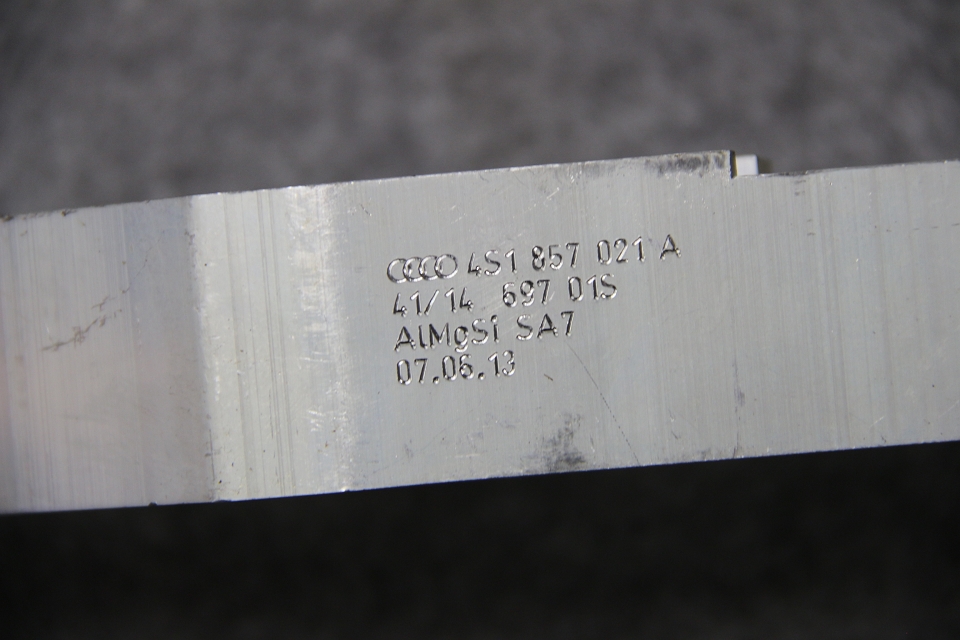 4S1 857 021 A
41/14 697 01S
AlMgSi SA7
07.06.13